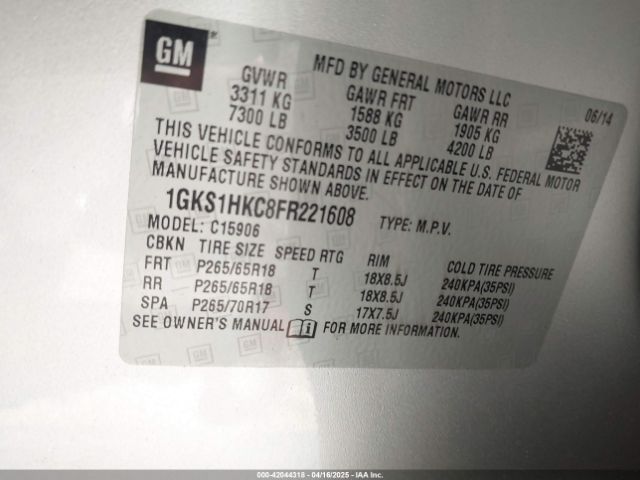 GM
MFD BY GENERAL MOTORS LLC
GVWR GAWR FRT GAWR RR 06/14
3311 KG 1588 KG 1905 KG
7300 LB 3500 LB 4200 LB
THIS VEHICLE CONFORMS TO ALL APPLICABLE U.S. FEDERAL MOTOR
VEHICLE SAFETY STANDARDS IN EFFECT ON THE DATE OF
MANUFACTURE SHOWN ABOVE.
1GKS1HKC8FR221608 TYPE: M.P.V.
MODEL: C15906
CBKN TIRE SIZE SPEED RTG RIM COLD TIRE PRESSURE
FRT P265/65R18 T 18X8.5J 240KPA(35PSI)
RR P265/65R18 T 18X8.5J 240KPA(35PSI)
SPA P265/70R17 S 17X7.5J 240KPA(35PSI)
SEE OWNER'S MANUAL i FOR MORE INFORMATION.
000-42044318 - 04/16/2025 - IAA Inc.